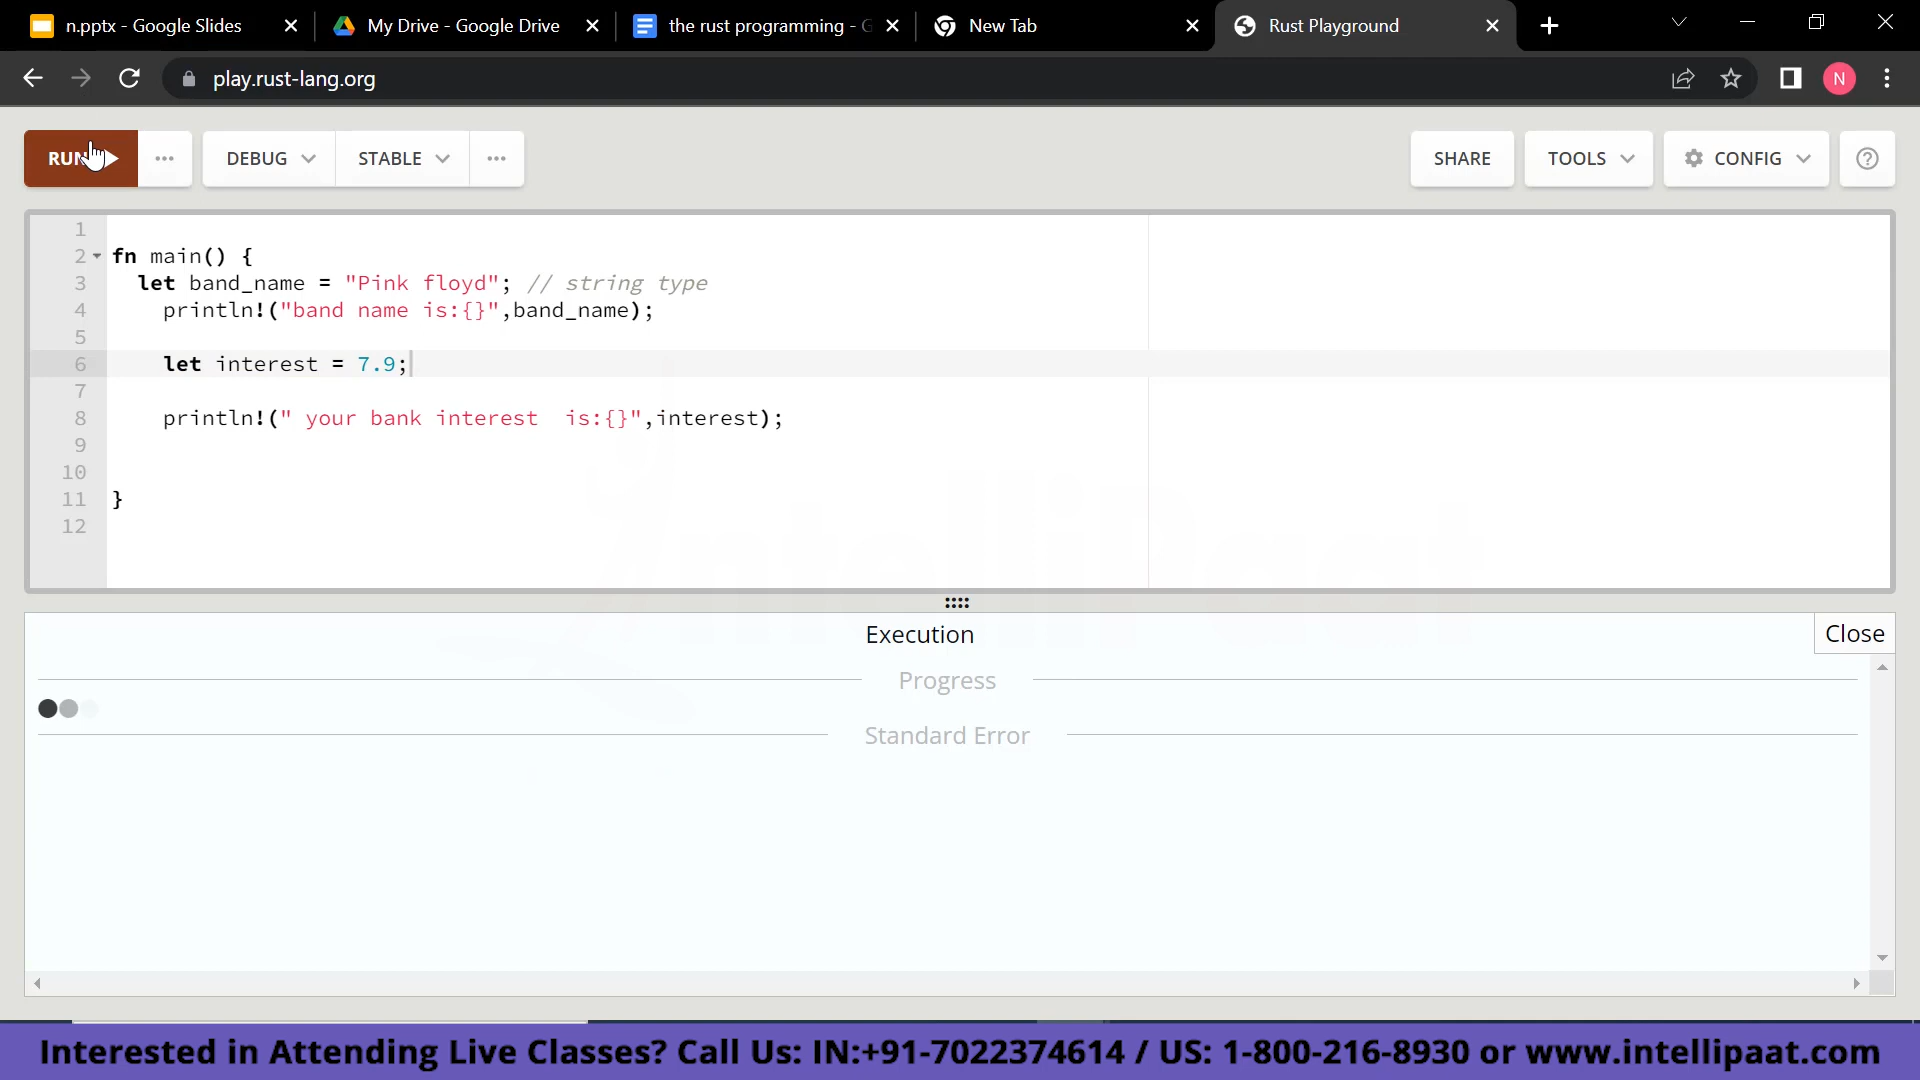 n.pptx - Google Slides
My Drive - Google Drive
the rust programming - G
New Tab
Rust Playground
play.rust-lang.org
N
RUN
DEBUG
STABLE
SHARE
TOOLS
CONFIG
1
2 fn main() {
3 let band_name = "Pink floyd"; // string type
4 println!("band name is:{}",band_name);
5
6 let interest = 7.9;
7
8 println!(" your bank interest  is:{}",interest);
9
10
11 }
12
IntelliPaat
Execution
Close
Progress
Standard Error
Interested in Attending Live Classes? Call Us: IN:+91-7022374614 / US: 1-800-216-8930 or www.intellipaat.com